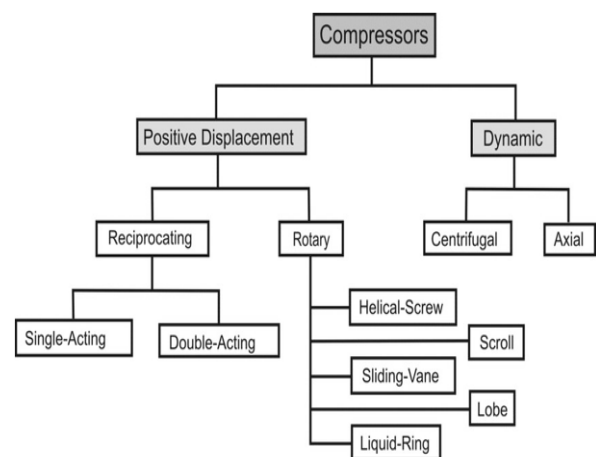 Compressors
Positive Displacement
Dynamic
Reciprocating
Rotary
Centrifugal
Axial
Helical-Screw
Single-Acting
Double-Acting
Scroll
Sliding-Vane
Lobe
Liquid-Ring